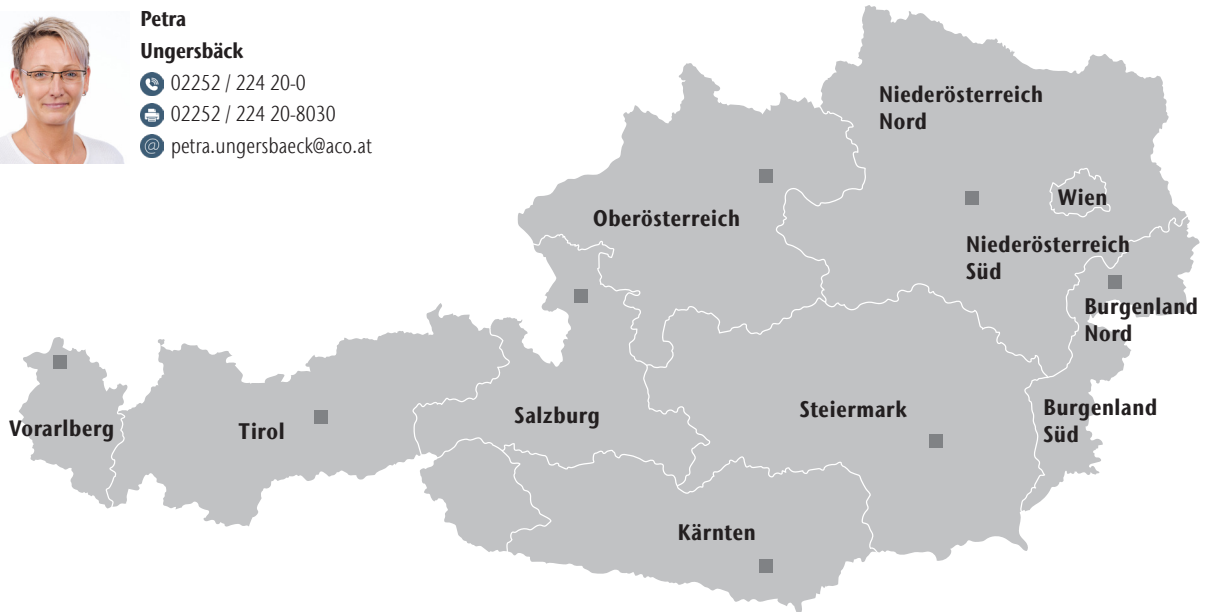 Petra
Ungersbäck
02252 / 224 20-0
02252 / 224 20-8030
@ petra.ungersbaeck@aco.at
Niederösterreich
Nord
Wien
Oberösterreich
Niederösterreich
Süd
Burgenland
Nord
Vorarlberg
Tirol
Salzburg
Steiermark
Burgenland
Süd
Kärnten